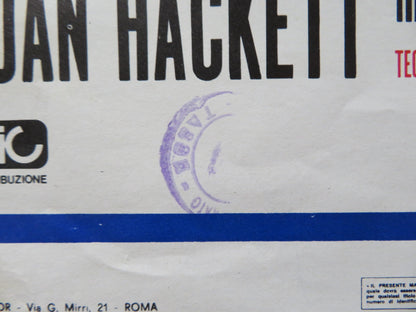 DAN HACKETT
TEC
ic
BUZIONE
TASSE
OR - Via G. Mirri, 21 - ROMA
- IL PRESENTE MA
quale dovrà essere
per qualsiasi titolo
numero di identific